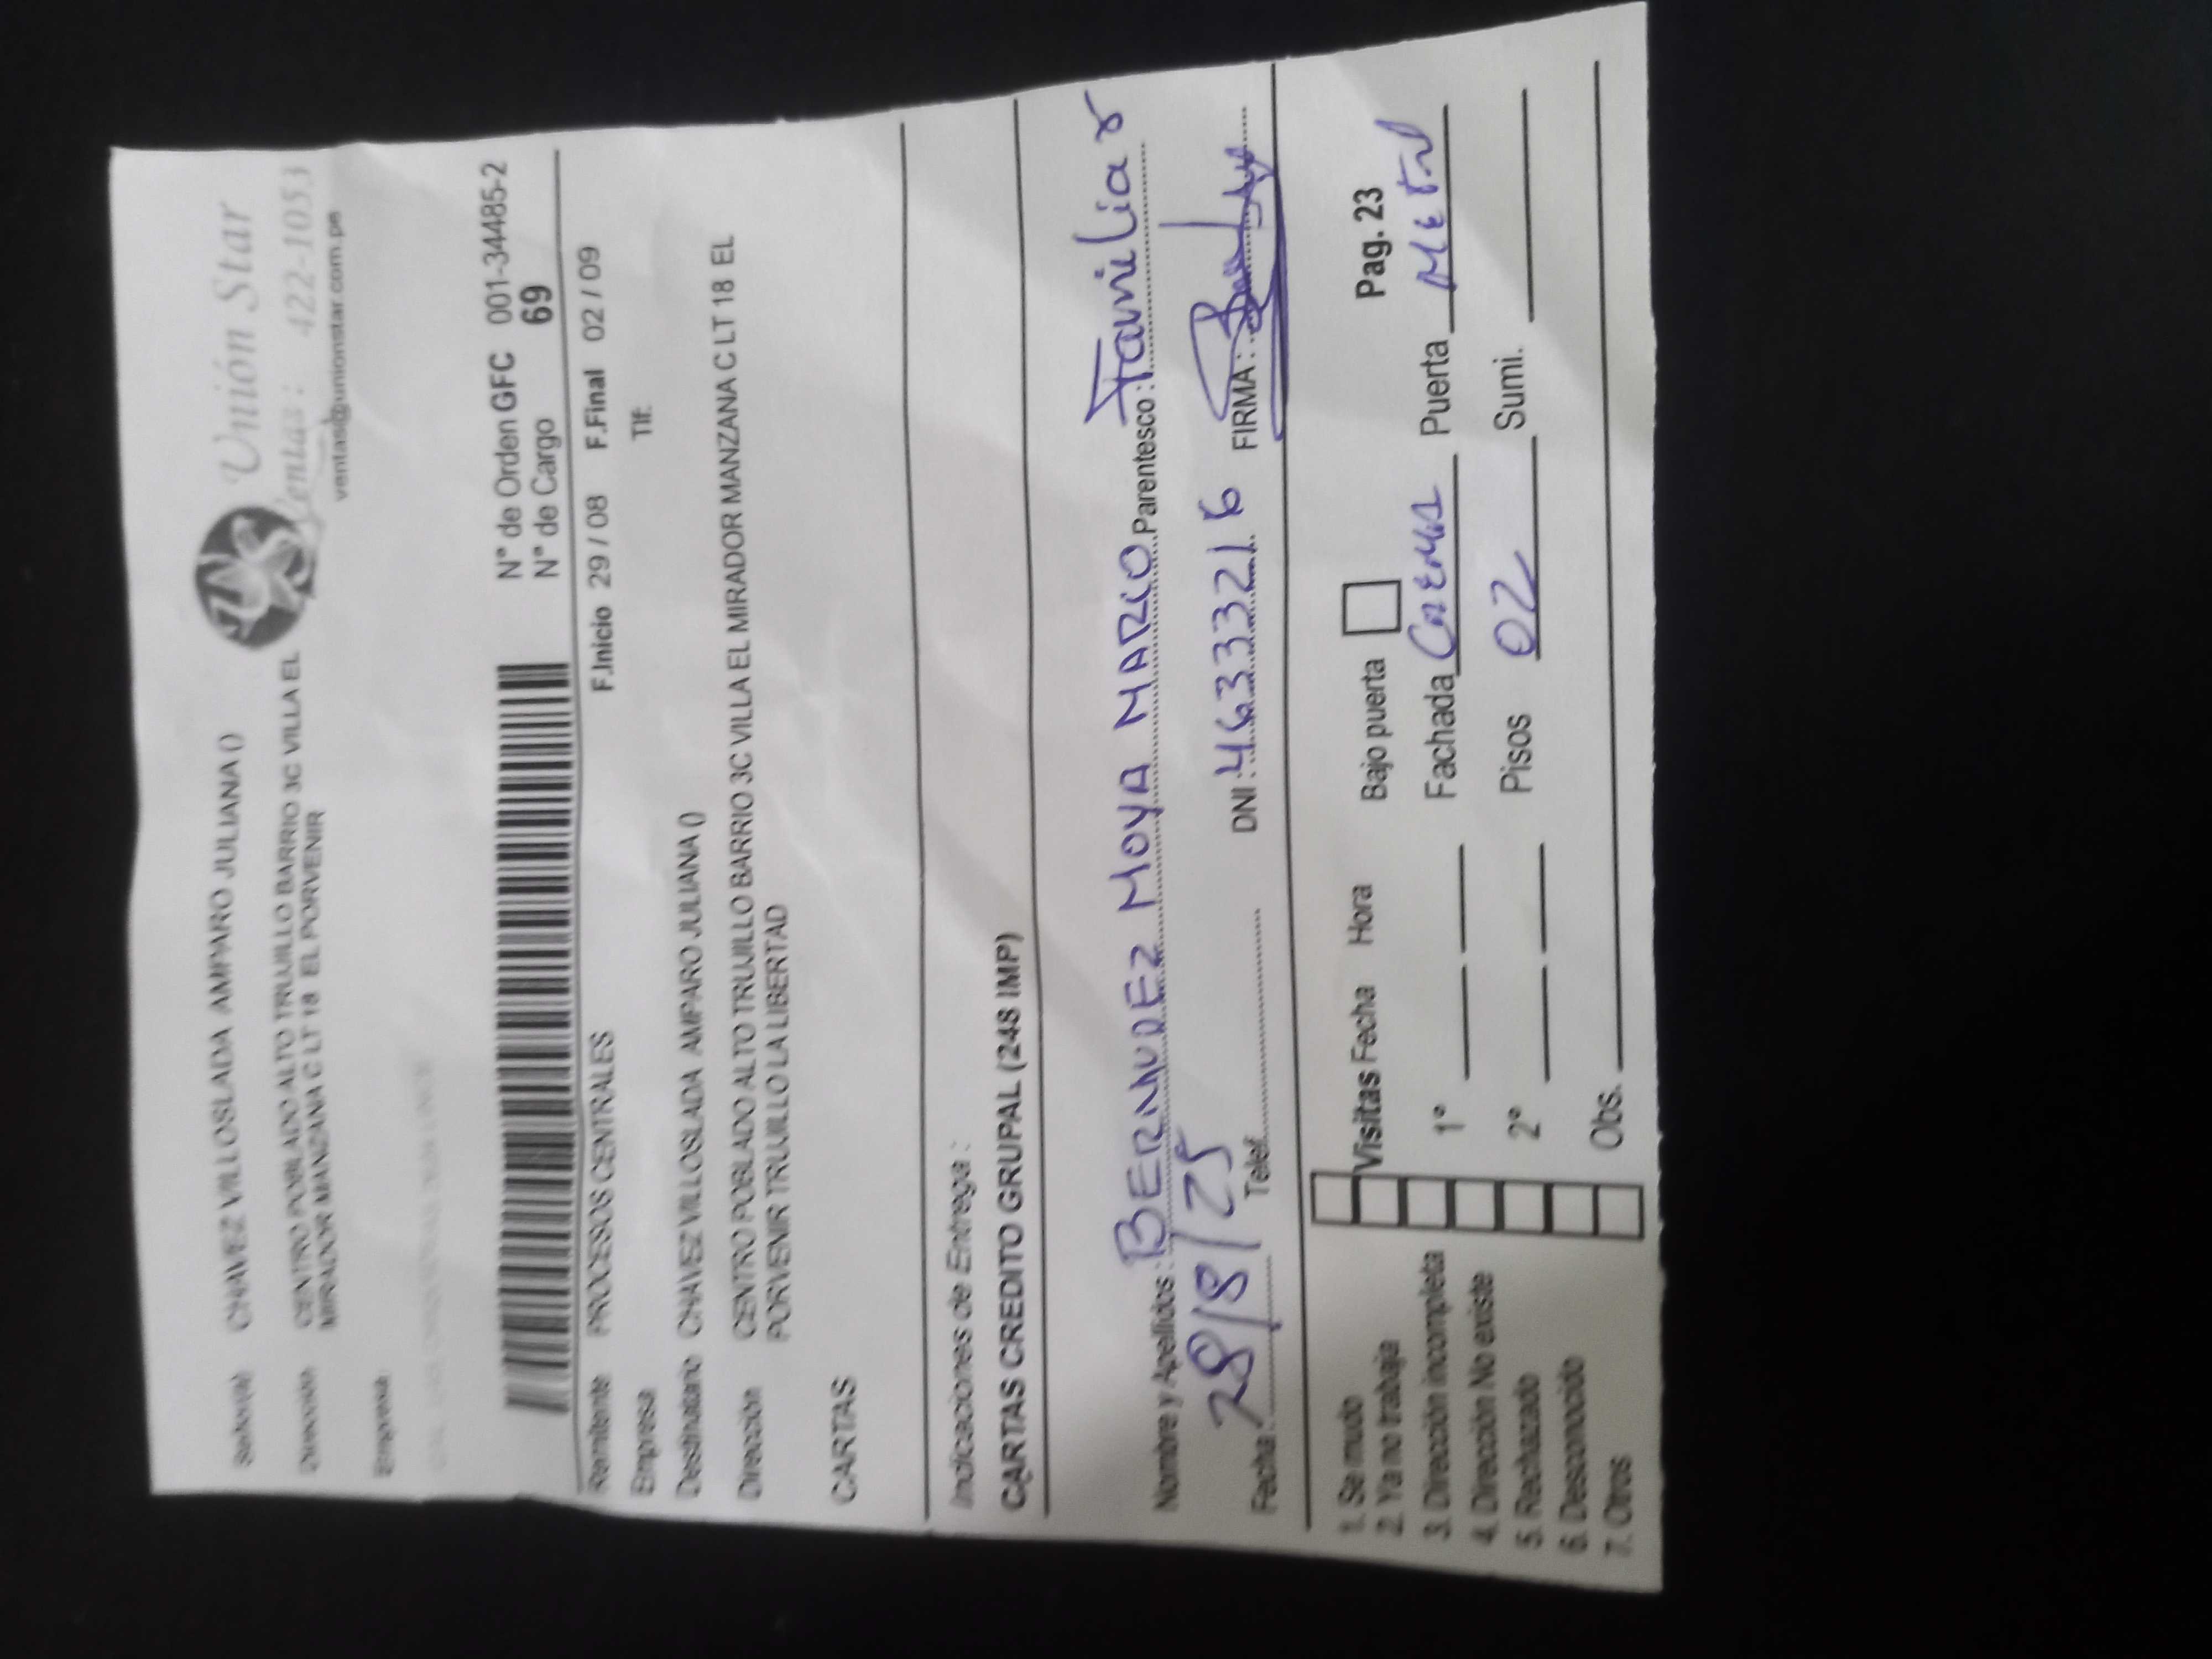 Señor(a) CHAVEZ VILLOSLADA AMPARO JULIANA ()
Dirección CENTRO POBLADO ALTO TRUJILLO BARRIO 3C VILLA EL
MIRADOR MANZANA C LT 18 EL PORVENIR
Empresa
Unión Star
Ventas : 422-1053
ventas@unionstar.com.pe
N° de Orden GFC 001-34485-2
N° de Cargo 69
Remitente PROCESOS CENTRALES F.Inicio 29 / 08 F.Final 02 / 09
Empresa Tlf:
Destinatario CHAVEZ VILLOSLADA AMPARO JULIANA ()
Dirección CENTRO POBLADO ALTO TRUJILLO BARRIO 3C VILLA EL MIRADOR MANZANA C LT 18 EL
PORVENIR TRUJILLO LA LIBERTAD
CARTAS
Indicaciones de Entrega :
CARTAS CREDITO GRUPAL (248 IMP)
Nombre y Apellidos : BERMUDEZ MOYA MARCO Parentesco : Familiar
Fecha : 28/8/25 Telef. DNI : 46333216 FIRMA :
1. Se mudo Visitas Fecha Hora Bajo puerta Pag. 23
2. Ya no trabaja
3. Dirección incompleta 1° Fachada Puerta
4. Dirección No existe
5. Rechazado 2° Pisos 02 Sumi.
6. Desconocido
7. Otros Obs.